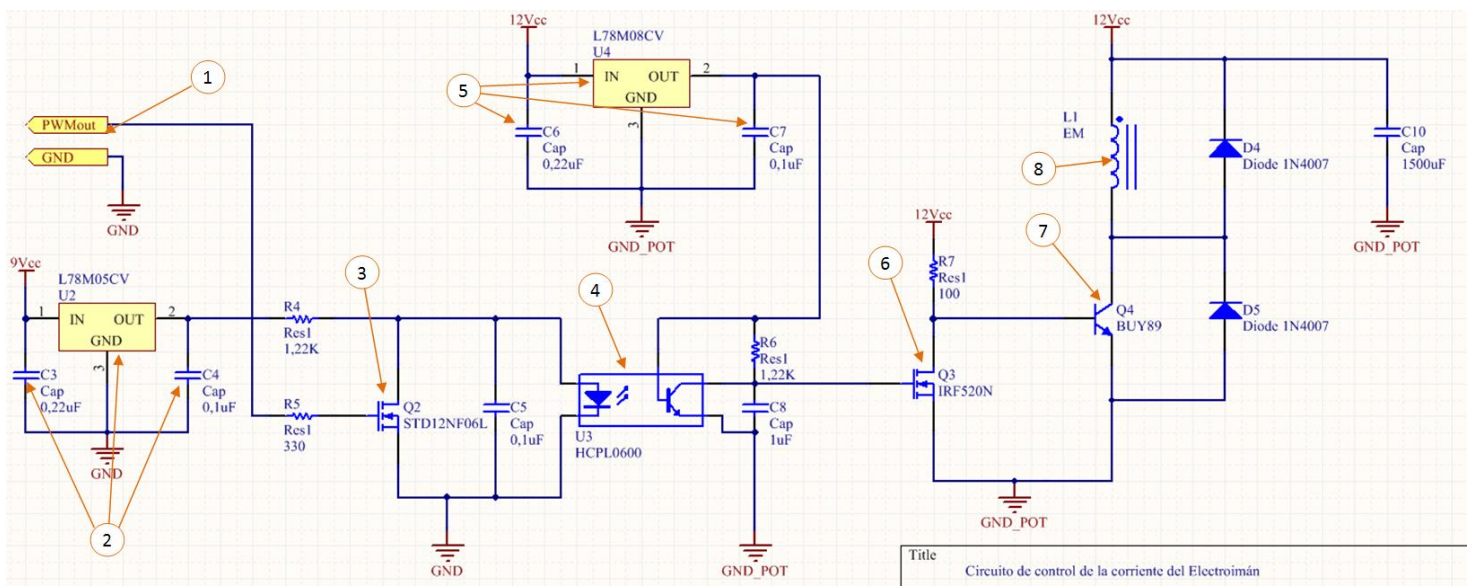 1
PWMout
GND
GND
9Vcc
L78M05CV
U2
1
IN
OUT
2
GND
3
C3
Cap
0,22uF
C4
Cap
0,1uF
GND
2
12Vcc
L78M08CV
U4
1
IN
OUT
2
GND
3
5
C6
Cap
0,22uF
C7
Cap
0,1uF
GND_POT
R4
Res1
1,22K
R5
Res1
330
3
Q2
STD12NF06L
C5
Cap
0,1uF
GND
4
U3
HCPL0600
R6
Res1
1,22K
C8
Cap
1uF
GND_POT
12Vcc
R7
Res1
100
6
Q3
IRF520N
GND_POT
12Vcc
L1
EM
8
D4
Diode 1N4007
C10
Cap
1500uF
GND_POT
7
Q4
BUY89
D5
Diode 1N4007
Title
Circuito de control de la corriente del Electroimán